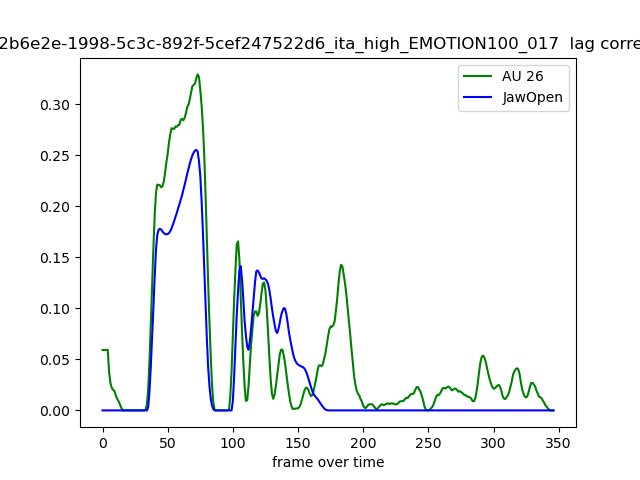 2b6e2e-1998-5c3c-892f-5cef247522d6_ita_high_EMOTION100_017 lag corre
AU 26
JawOpen
0.30
0.25
0.20
0.15
0.10
0.05
0.00
0 50 100 150 200 250 300 350
frame over time